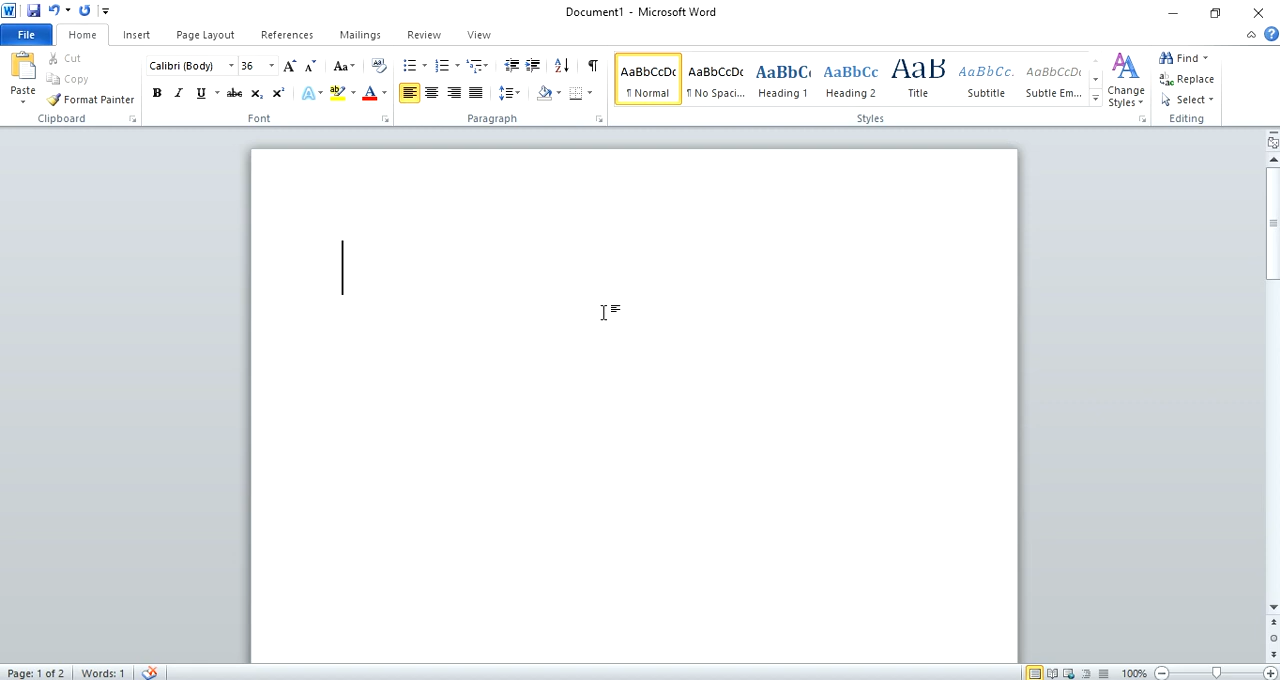 Document1 - Microsoft Word
File Home Insert Page Layout References Mailings Review View
Paste
Cut
Copy
Format Painter
Clipboard
Calibri (Body) 36
Font
Paragraph
AaBbCcDc AaBbCcDc AaBbC AaBbCc AaB AaBbCc. AaBbCcDc
¶ Normal ¶ No Spaci... Heading 1 Heading 2 Title Subtitle Subtle Em...
Styles
Change
Styles
Find
Replace
Select
Editing
Page: 1 of 2 Words: 1 100%